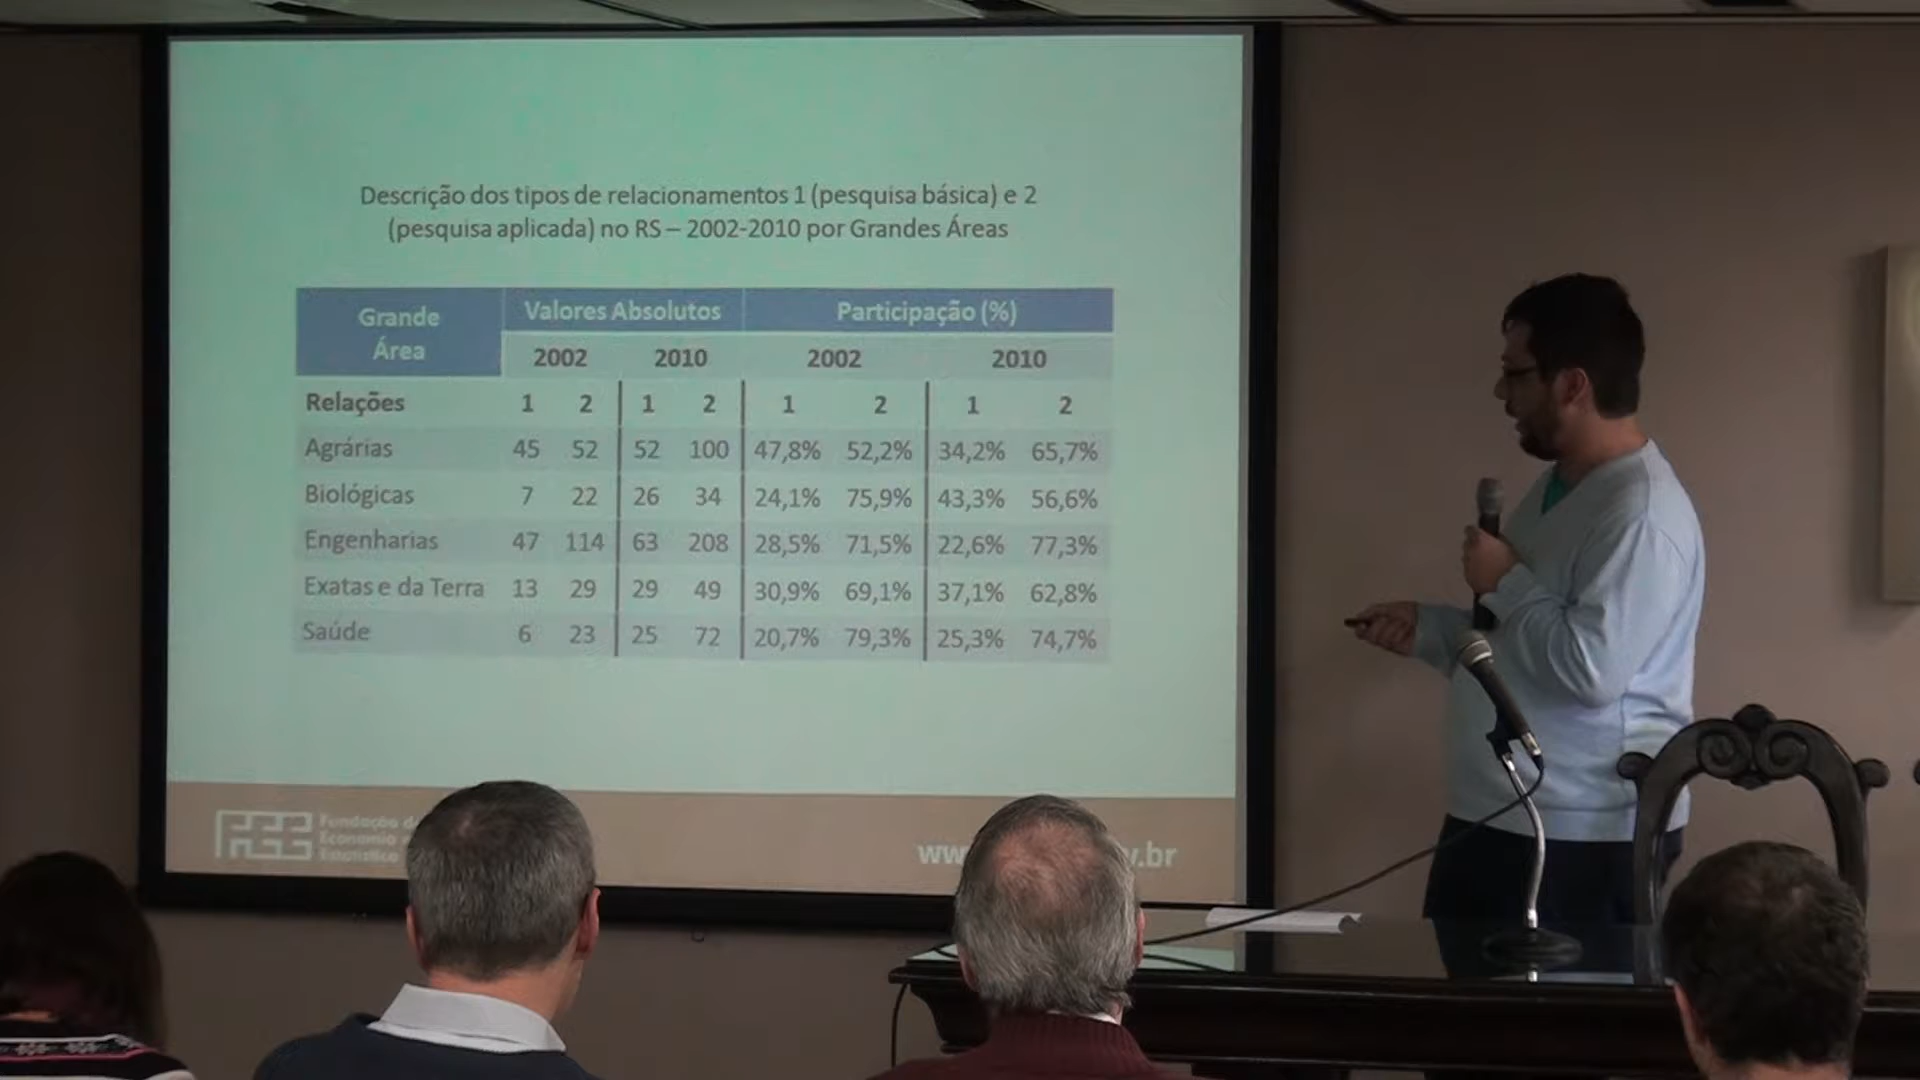 Descrição dos tipos de relacionamentos 1 (pesquisa básica) e 2
(pesquisa aplicada) no RS – 2002-2010 por Grandes Áreas
Grande Área Valores Absolutos Participação (%)
2002 2010 2002 2010
Relações 1 2 1 2 1 2 1 2
Agrárias 45 52 52 100 47,8% 52,2% 34,2% 65,7%
Biológicas 7 22 26 34 24,1% 75,9% 43,3% 56,6%
Engenharias 47 114 63 208 28,5% 71,5% 22,6% 77,3%
Exatas e da Terra 13 29 29 49 30,9% 69,1% 37,1% 62,8%
Saúde 6 23 25 72 20,7% 79,3% 25,3% 74,7%
FEE
Fundação
Economia
Estatística
.br